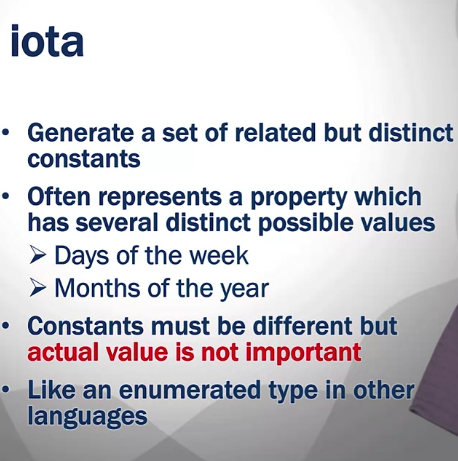 iota
• Generate a set of related but distinct
constants
• Often represents a property which
has several distinct possible values
➢ Days of the week
➢ Months of the year
• Constants must be different but
actual value is not important
• Like an enumerated type in other
languages